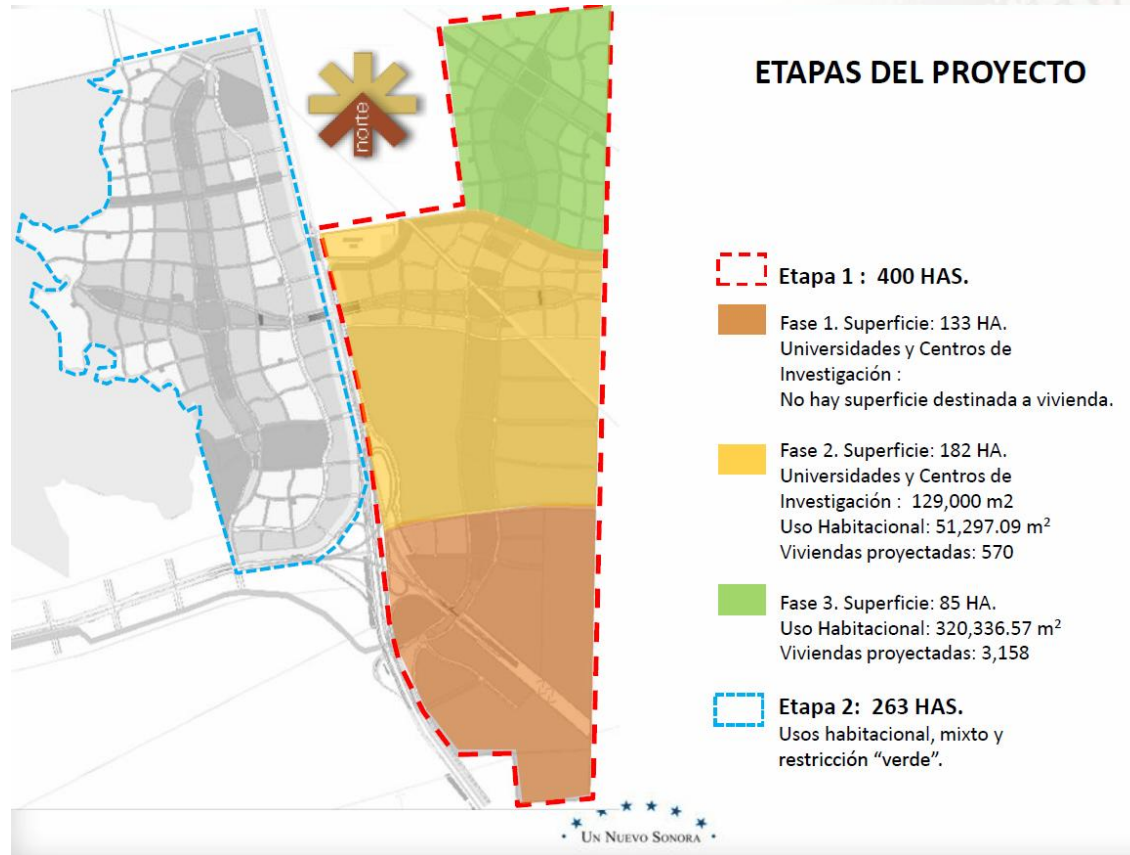 ETAPAS DEL PROYECTO
norte
Etapa 1 : 400 HAS.
Fase 1. Superficie: 133 HA.
Universidades y Centros de
Investigación :
No hay superficie destinada a vivienda.
Fase 2. Superficie: 182 HA.
Universidades y Centros de
Investigación : 129,000 m2
Uso Habitacional: 51,297.09 m²
Viviendas proyectadas: 570
Fase 3. Superficie: 85 HA.
Uso Habitacional: 320,336.57 m²
Viviendas proyectadas: 3,158
Etapa 2: 263 HAS.
Usos habitacional, mixto y
restricción “verde”.
UN NUEVO SONORA